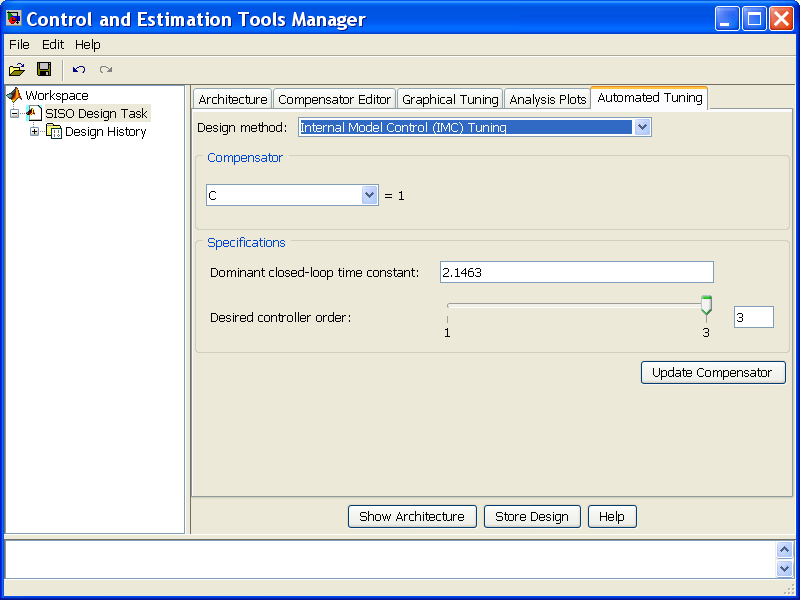 Control and Estimation Tools Manager
File Edit Help
Workspace
SISO Design Task
Design History
Architecture Compensator Editor Graphical Tuning Analysis Plots Automated Tuning
Design method: Internal Model Control (IMC) Tuning
Compensator
C = 1
Specifications
Dominant closed-loop time constant: 2.1463
Desired controller order: 3
1 3
Update Compensator
Show Architecture Store Design Help